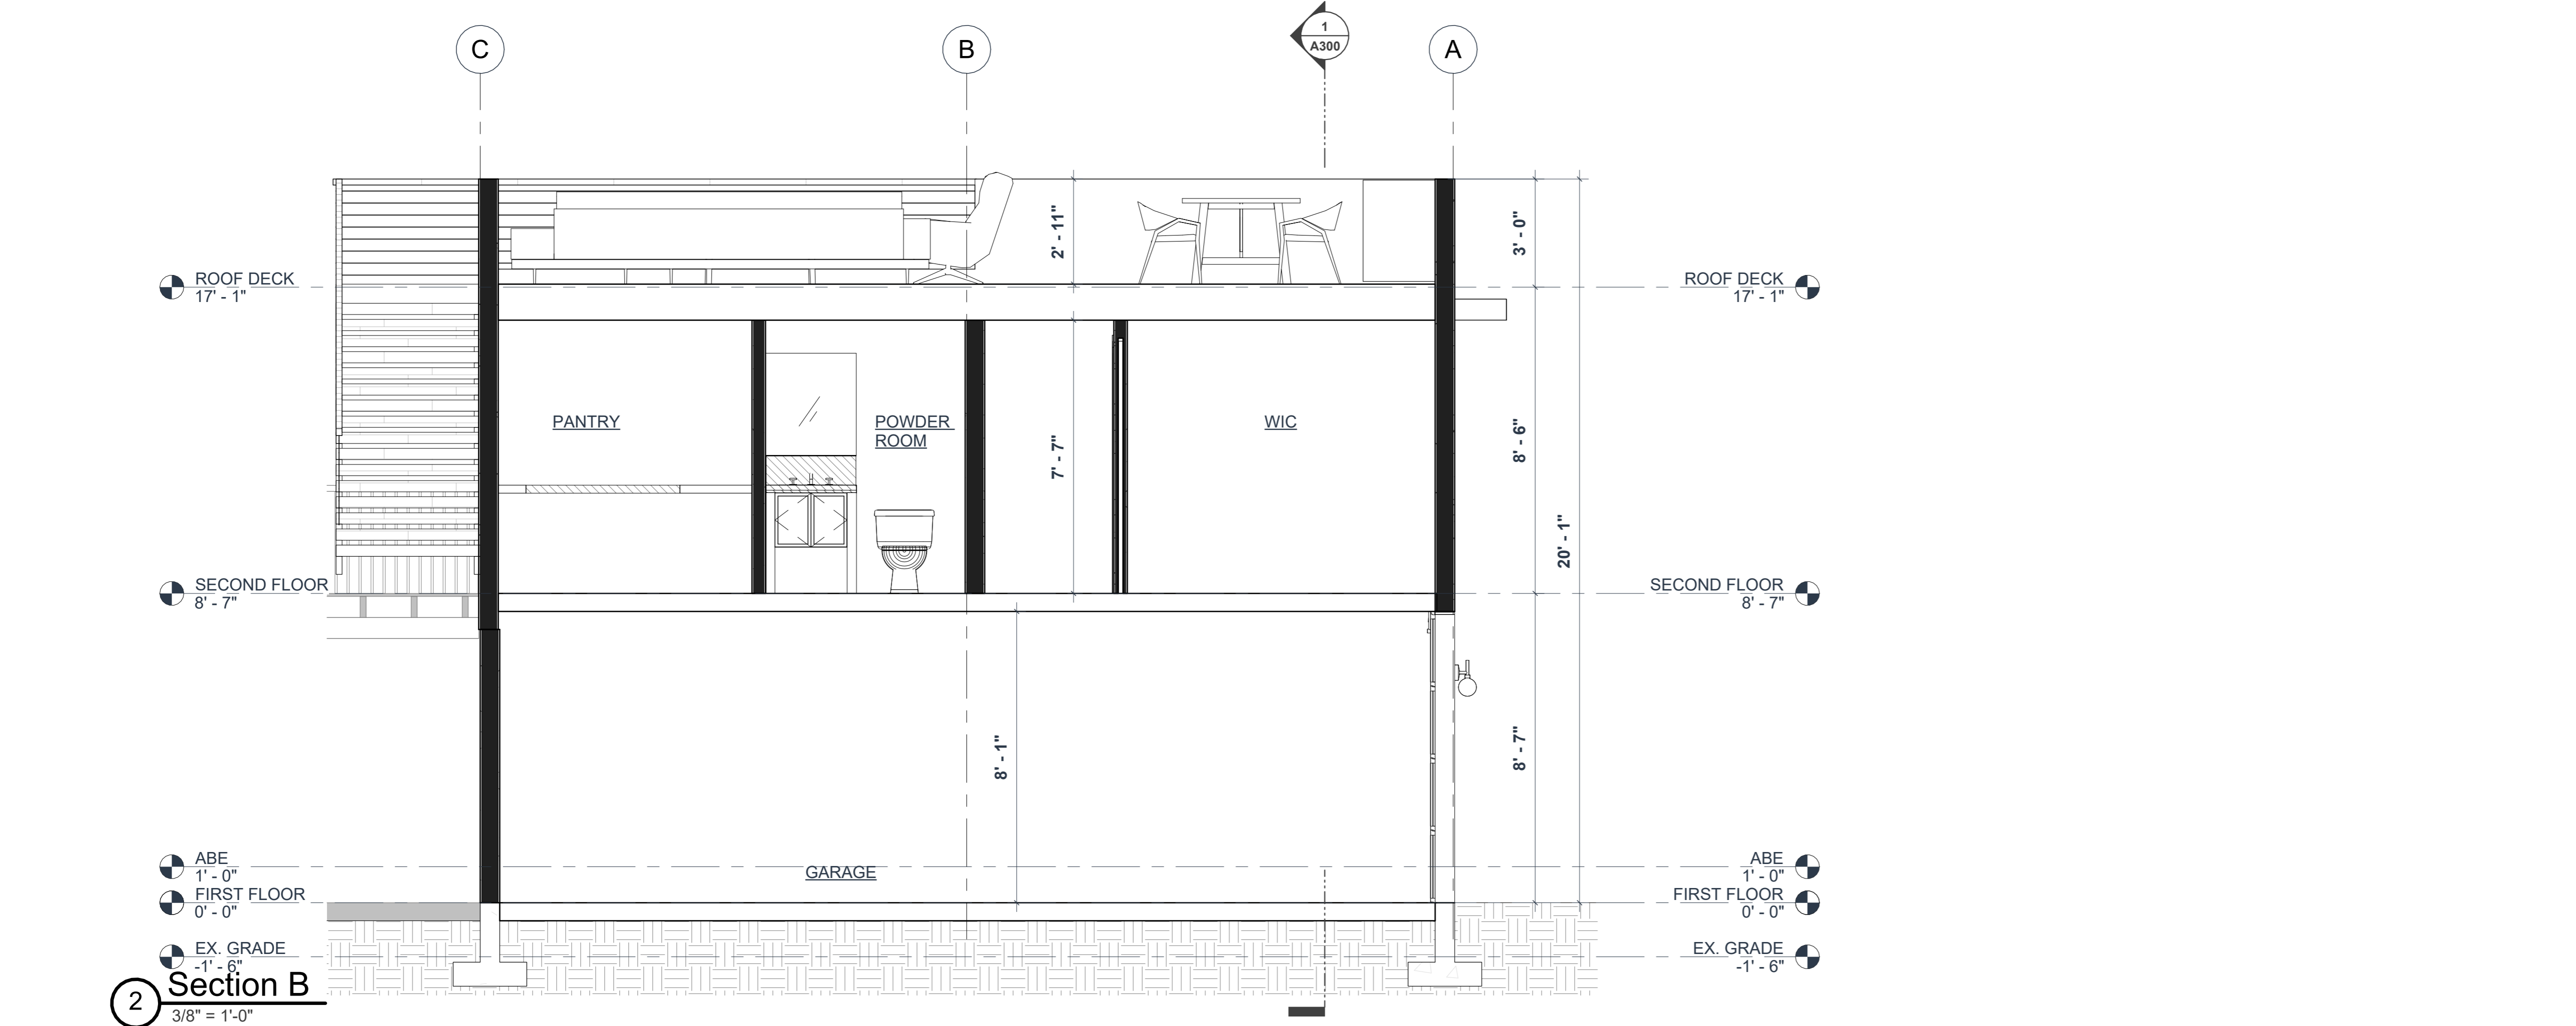 C
B
1
A300
A
2' - 11"
3' - 0"
ROOF DECK
17' - 1"
ROOF DECK
17' - 1"
PANTRY
POWDER
ROOM
WIC
7' - 7"
8' - 6"
20' - 1"
SECOND FLOOR
8' - 7"
SECOND FLOOR
8' - 7"
8' - 1"
8' - 7"
ABE
1' - 0"
GARAGE
ABE
1' - 0"
FIRST FLOOR
0' - 0"
FIRST FLOOR
0' - 0"
EX. GRADE
-1' - 6"
EX. GRADE
-1' - 6"
2
Section B
3/8" = 1'-0"